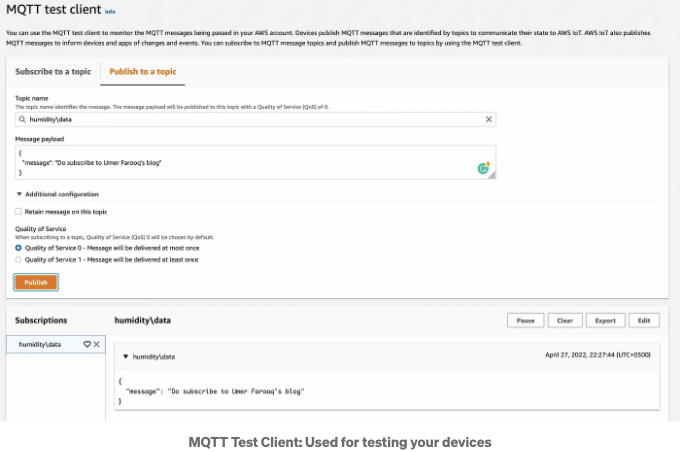 MQTT test client Info
You can use the MQTT test client to monitor the MQTT messages being passed in your AWS account. Devices publish MQTT messages that are identified by topics to communicate their state to AWS IoT. AWS IoT also publishes
MQTT messages to inform devices and apps of changes and events. You can subscribe to MQTT message topics and publish MQTT messages to topics by using the MQTT test client.
Subscribe to a topic Publish to a topic
Topic name
The topic name identifies the message. The message payload will be published to this topic with a Quality of Service (QoS) of 0.
humidity\data
Message payload
{
"message": "Do subscribe to Umer Farooq's blog"
}
Additional configuration
Retain message on this topic
Quality of Service
When subscribing to a topic, Quality of Service (QoS) 0 will be chosen by default.
Quality of Service 0 - Message will be delivered at most once
Quality of Service 1 - Message will be delivered at least once
Publish
Subscriptions humidity\data Pause Clear Export Edit
humidity\data
humidity\data April 27, 2022, 22:27:44 (UTC+0500)
{
"message": "Do subscribe to Umer Farooq's blog"
}
MQTT Test Client: Used for testing your devices